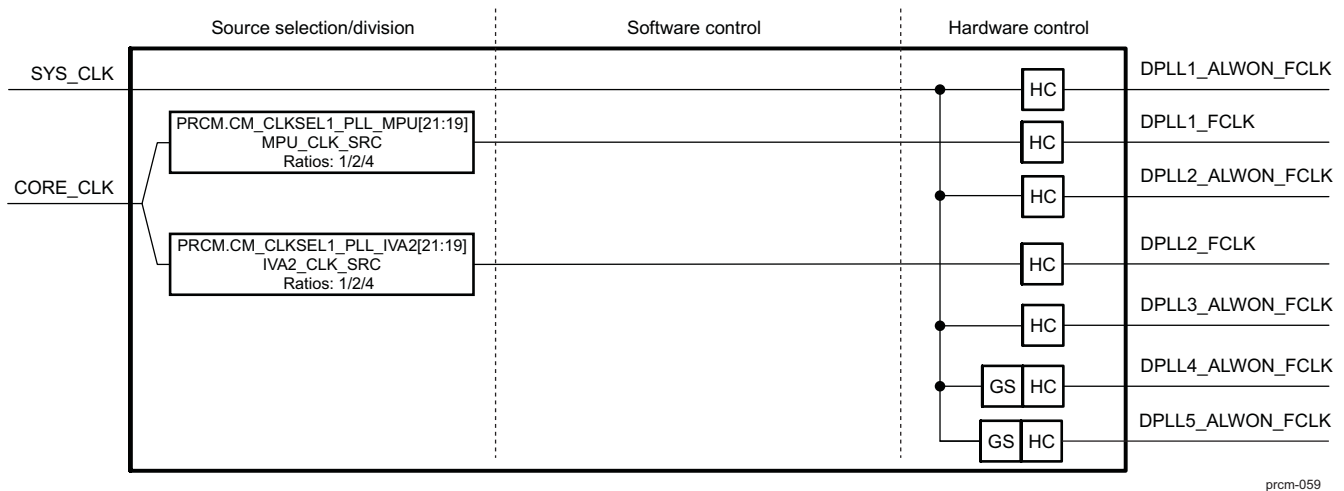 Source selection/division
Software control
Hardware control
SYS_CLK
DPLL1_ALWON_FCLK
HC
PRCM.CM_CLKSEL1_PLL_MPU[21:19]
MPU_CLK_SRC
Ratios: 1/2/4
DPLL1_FCLK
HC
CORE_CLK
DPLL2_ALWON_FCLK
HC
PRCM.CM_CLKSEL1_PLL_IVA2[21:19]
IVA2_CLK_SRC
Ratios: 1/2/4
DPLL2_FCLK
HC
DPLL3_ALWON_FCLK
HC
DPLL4_ALWON_FCLK
GS HC
DPLL5_ALWON_FCLK
GS HC
prcm-059